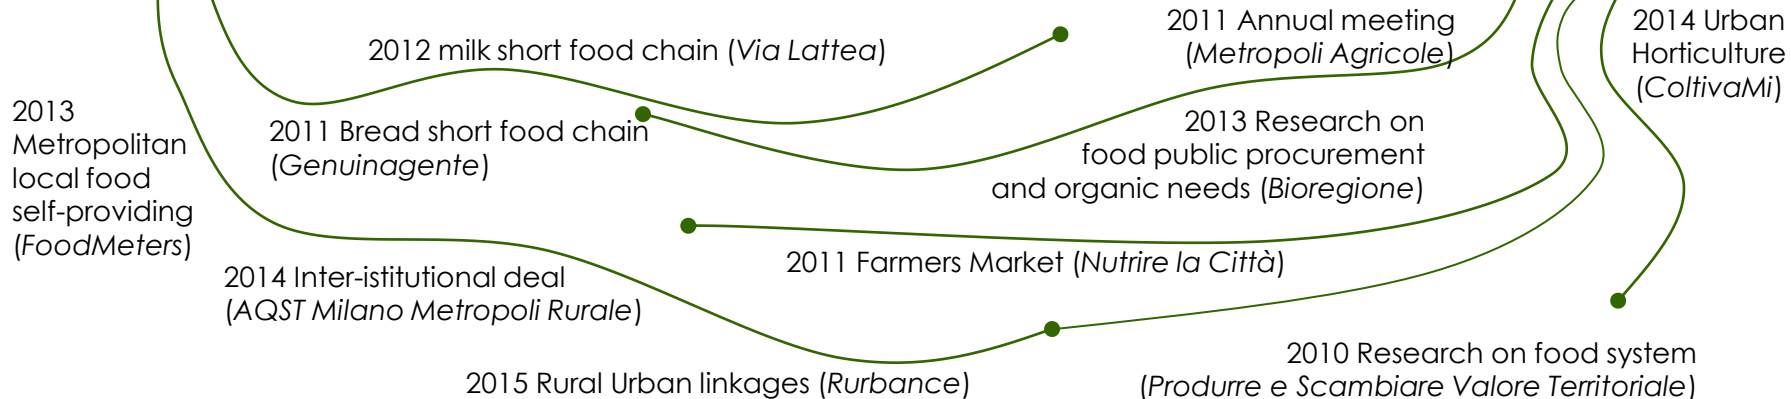 2012 milk short food chain (Via Lattea)
2011 Annual meeting
(Metropoli Agricole)
2014 Urban
Horticulture
(ColtivaMi)
2013
Metropolitan
local food
self-providing
(FoodMeters)
2011 Bread short food chain
(Genuinagente)
2013 Research on
food public procurement
and organic needs (Bioregione)
2011 Farmers Market (Nutrire la Città)
2014 Inter-istitutional deal
(AQST Milano Metropoli Rurale)
2010 Research on food system
(Produrre e Scambiare Valore Territoriale)
2015 Rural Urban linkages (Rurbance)